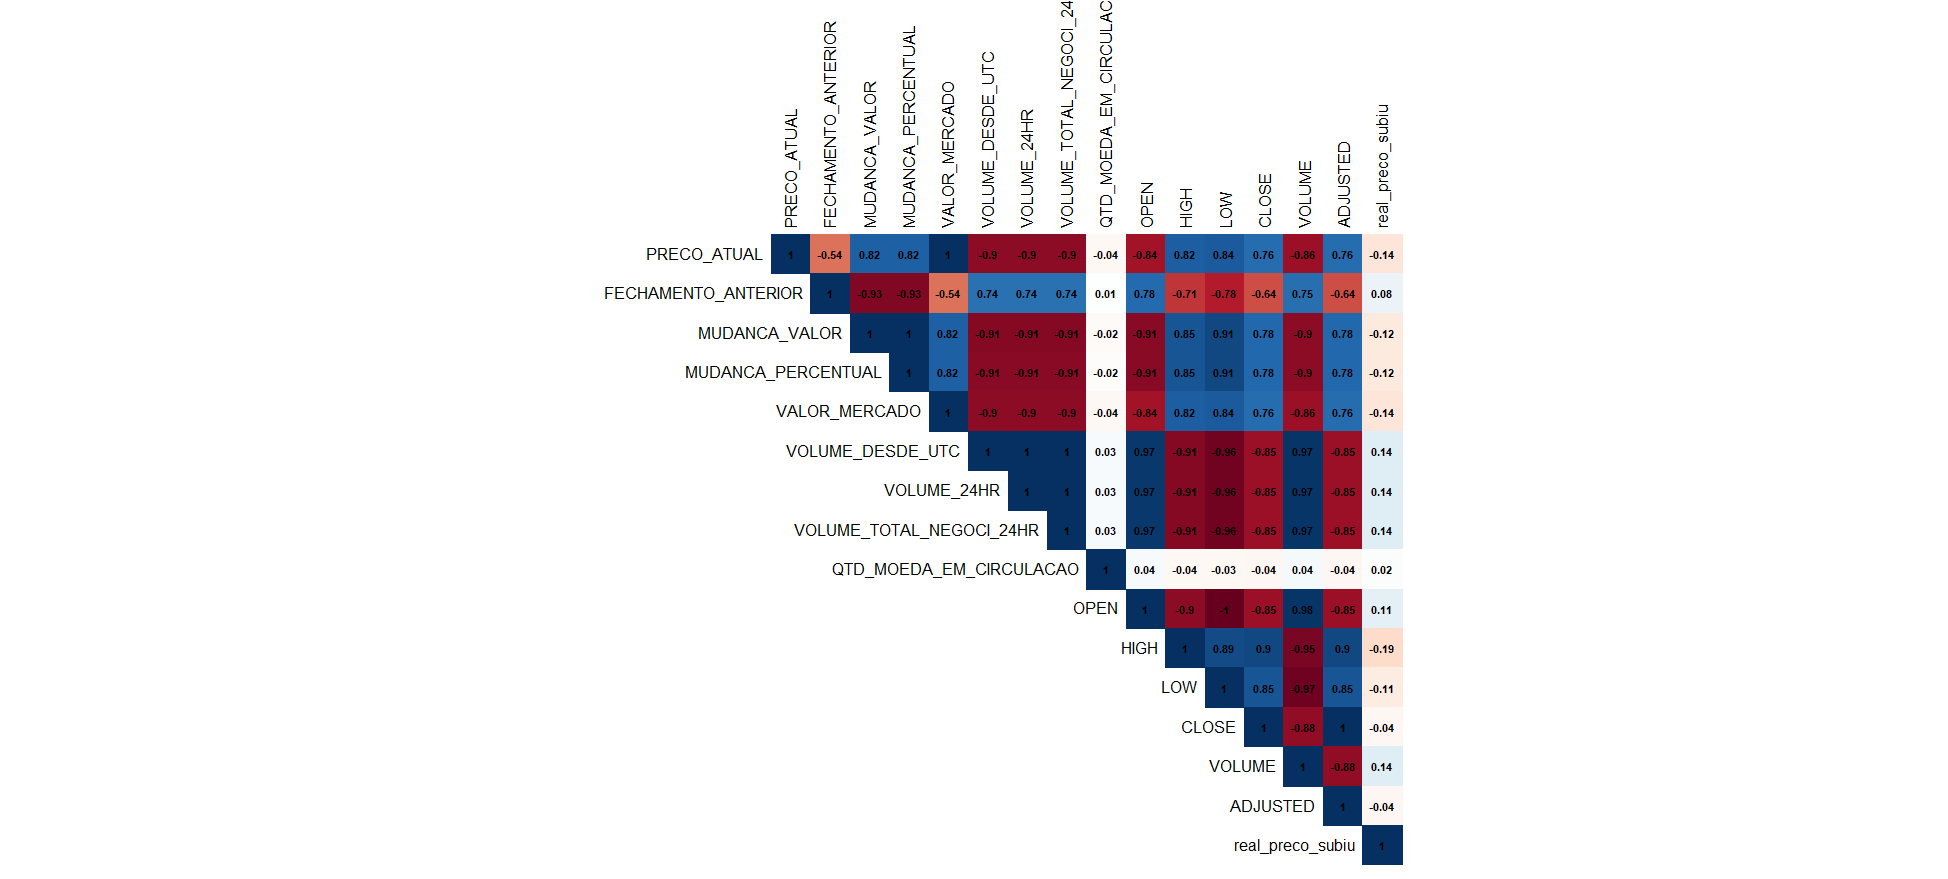 PRECO_ATUAL
FECHAMENTO_ANTERIOR
MUDANCA_VALOR
MUDANCA_PERCENTUAL
VALOR_MERCADO
VOLUME_DESDE_UTC
VOLUME_24HR
VOLUME_TOTAL_NEGOCI_24
QTD_MOEDA_EM_CIRCULAC
OPEN
HIGH
LOW
CLOSE
VOLUME
ADJUSTED
real_preco_subiu
PRECO_ATUAL 1 -0.54 0.82 0.82 1 -0.9 -0.9 -0.9 -0.04 -0.84 0.82 0.84 0.76 -0.86 0.76 -0.14
FECHAMENTO_ANTERIOR 1 -0.93 -0.93 -0.54 0.74 0.74 0.74 0.01 0.78 -0.71 -0.78 -0.64 0.75 -0.64 0.08
MUDANCA_VALOR 1 1 0.82 -0.91 -0.91 -0.91 -0.02 -0.91 0.85 0.91 0.78 -0.9 0.78 -0.12
MUDANCA_PERCENTUAL 1 0.82 -0.91 -0.91 -0.91 -0.02 -0.91 0.85 0.91 0.78 -0.9 0.78 -0.12
VALOR_MERCADO 1 -0.9 -0.9 -0.9 -0.04 -0.84 0.82 0.84 0.76 -0.86 0.76 -0.14
VOLUME_DESDE_UTC 1 1 1 0.03 0.97 -0.91 -0.96 -0.85 0.97 -0.85 0.14
VOLUME_24HR 1 1 0.03 0.97 -0.91 -0.96 -0.85 0.97 -0.85 0.14
VOLUME_TOTAL_NEGOCI_24HR 1 0.03 0.97 -0.91 -0.96 -0.85 0.97 -0.85 0.14
QTD_MOEDA_EM_CIRCULACAO 1 0.04 -0.04 -0.03 -0.04 0.04 -0.04 0.02
OPEN 1 -0.9 -1 -0.85 0.98 -0.85 0.11
HIGH 1 0.89 0.9 -0.95 0.9 -0.19
LOW 1 0.85 -0.97 0.85 -0.11
CLOSE 1 -0.88 1 -0.04
VOLUME 1 -0.88 0.14
ADJUSTED 1 -0.04
real_preco_subiu 1